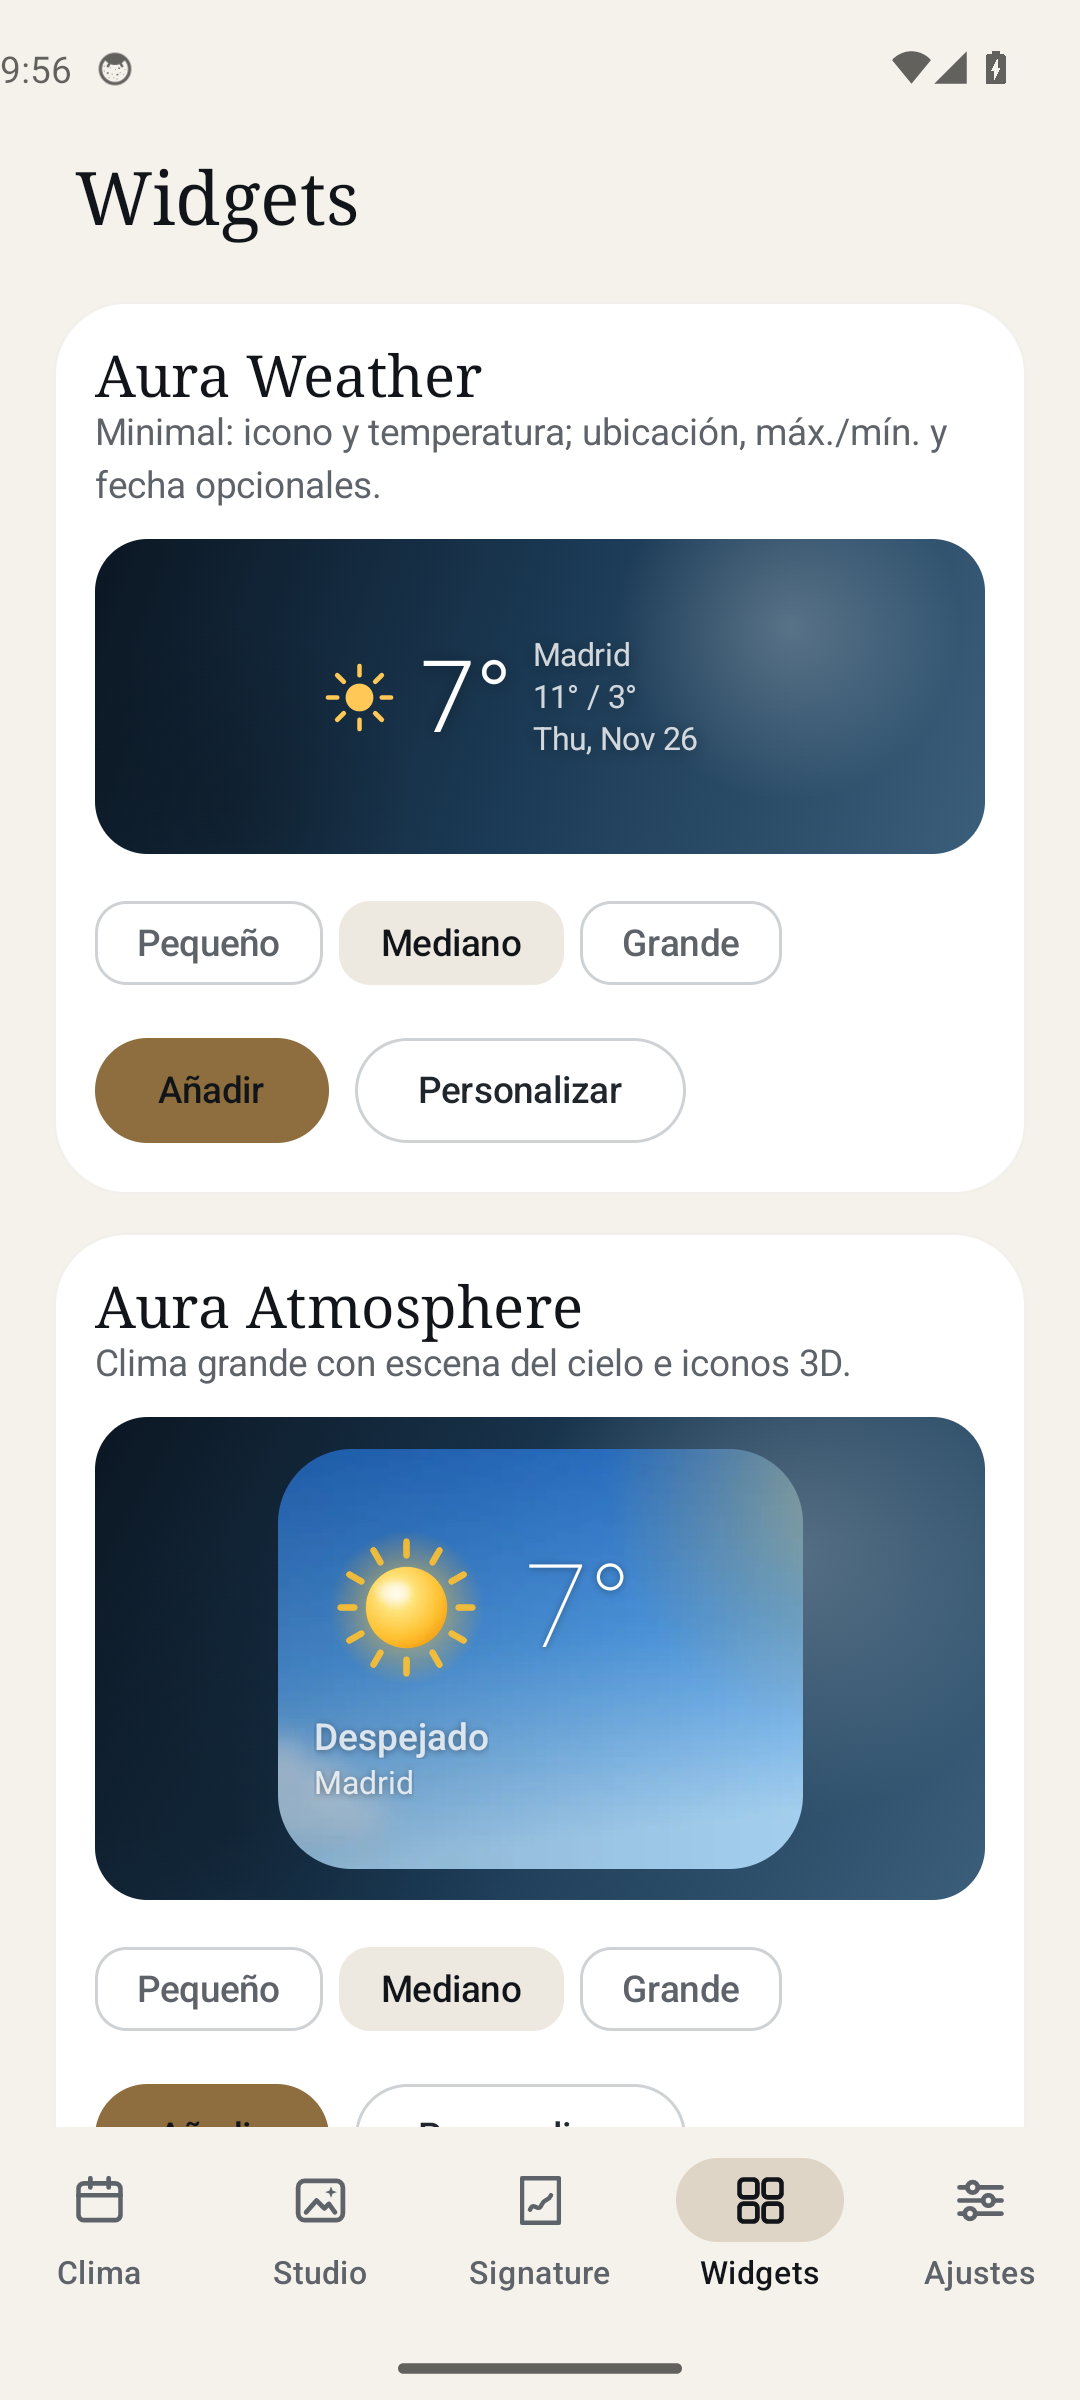 9:56
Widgets
Aura Weather
Minimal: icono y temperatura; ubicación, máx./mín. y
fecha opcionales.
7°
Madrid
11° / 3°
Thu, Nov 26
Pequeño
Mediano
Grande
Añadir
Personalizar
Aura Atmosphere
Clima grande con escena del cielo e iconos 3D.
7°
Despejado
Madrid
Pequeño
Mediano
Grande
Añadir
Personalizar
Clima
Studio
Signature
Widgets
Ajustes